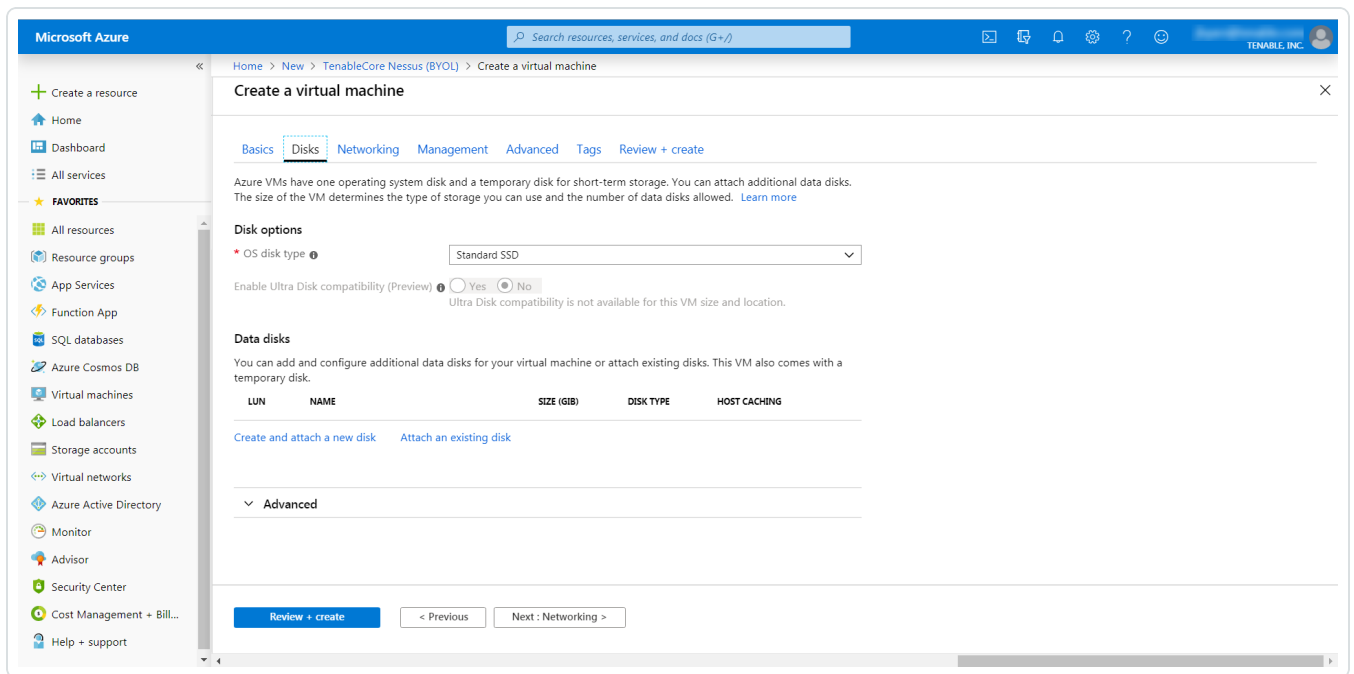 Microsoft Azure
Search resources, services, and docs (G+/)
TENABLE, INC.
Home > New > TenableCore Nessus (BYOL) > Create a virtual machine
Create a virtual machine
Create a resource
Home
Dashboard
All services
FAVORITES
All resources
Resource groups
App Services
Function App
SQL databases
Azure Cosmos DB
Virtual machines
Load balancers
Storage accounts
Virtual networks
Azure Active Directory
Monitor
Advisor
Security Center
Cost Management + Bill...
Help + support
Basics Disks Networking Management Advanced Tags Review + create
Azure VMs have one operating system disk and a temporary disk for short-term storage. You can attach additional data disks.
The size of the VM determines the type of storage you can use and the number of data disks allowed. Learn more
Disk options
* OS disk type Standard SSD
Enable Ultra Disk compatibility (Preview) Yes No
Ultra Disk compatibility is not available for this VM size and location.
Data disks
You can add and configure additional data disks for your virtual machine or attach existing disks. This VM also comes with a
temporary disk.
LUN NAME SIZE (GIB) DISK TYPE HOST CACHING
Create and attach a new disk Attach an existing disk
Advanced
Review + create < Previous Next : Networking >